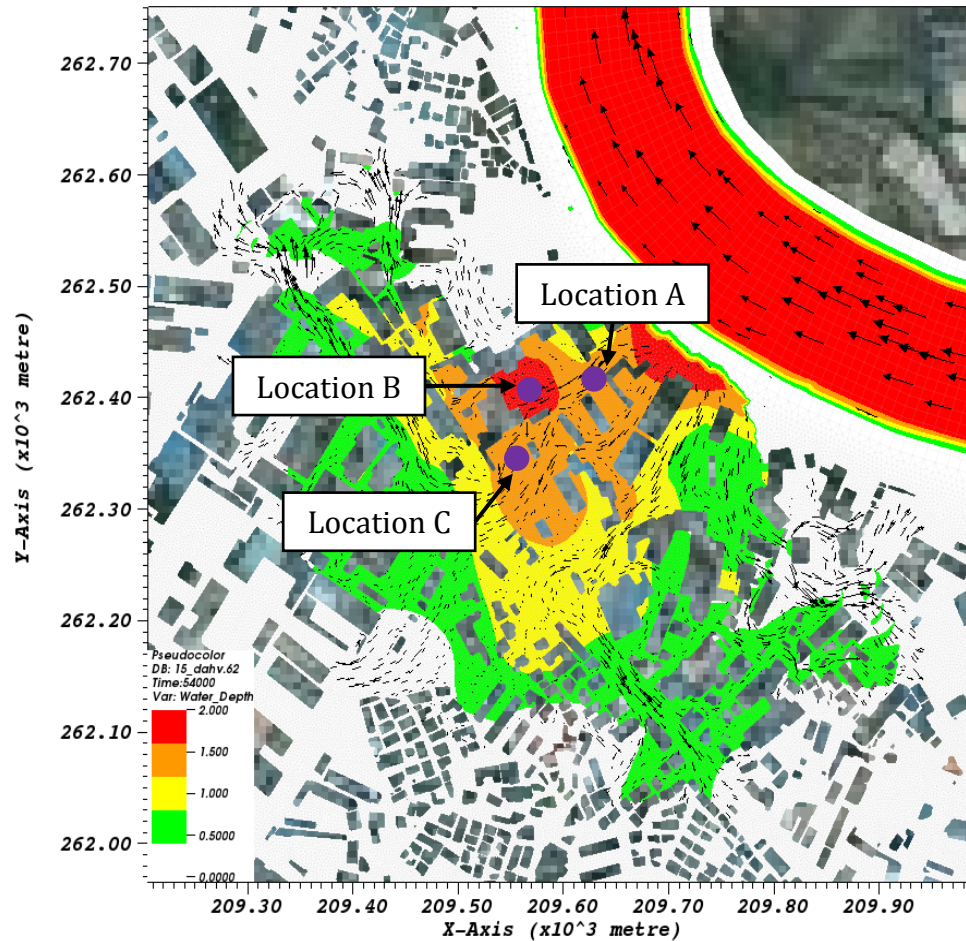 262.70
262.60
262.50
262.40
262.30
262.20
262.10
262.00
Y-Axis (x10^3 metre)
Location A
Location B
Location C
Pseudocolor
DB: 15_dahv.62
Time:54000
Var: Water_Depth
2.000
1.500
1.000
0.5000
0.0000
209.30 209.40 209.50 209.60 209.70 209.80 209.90
X-Axis (x10^3 metre)